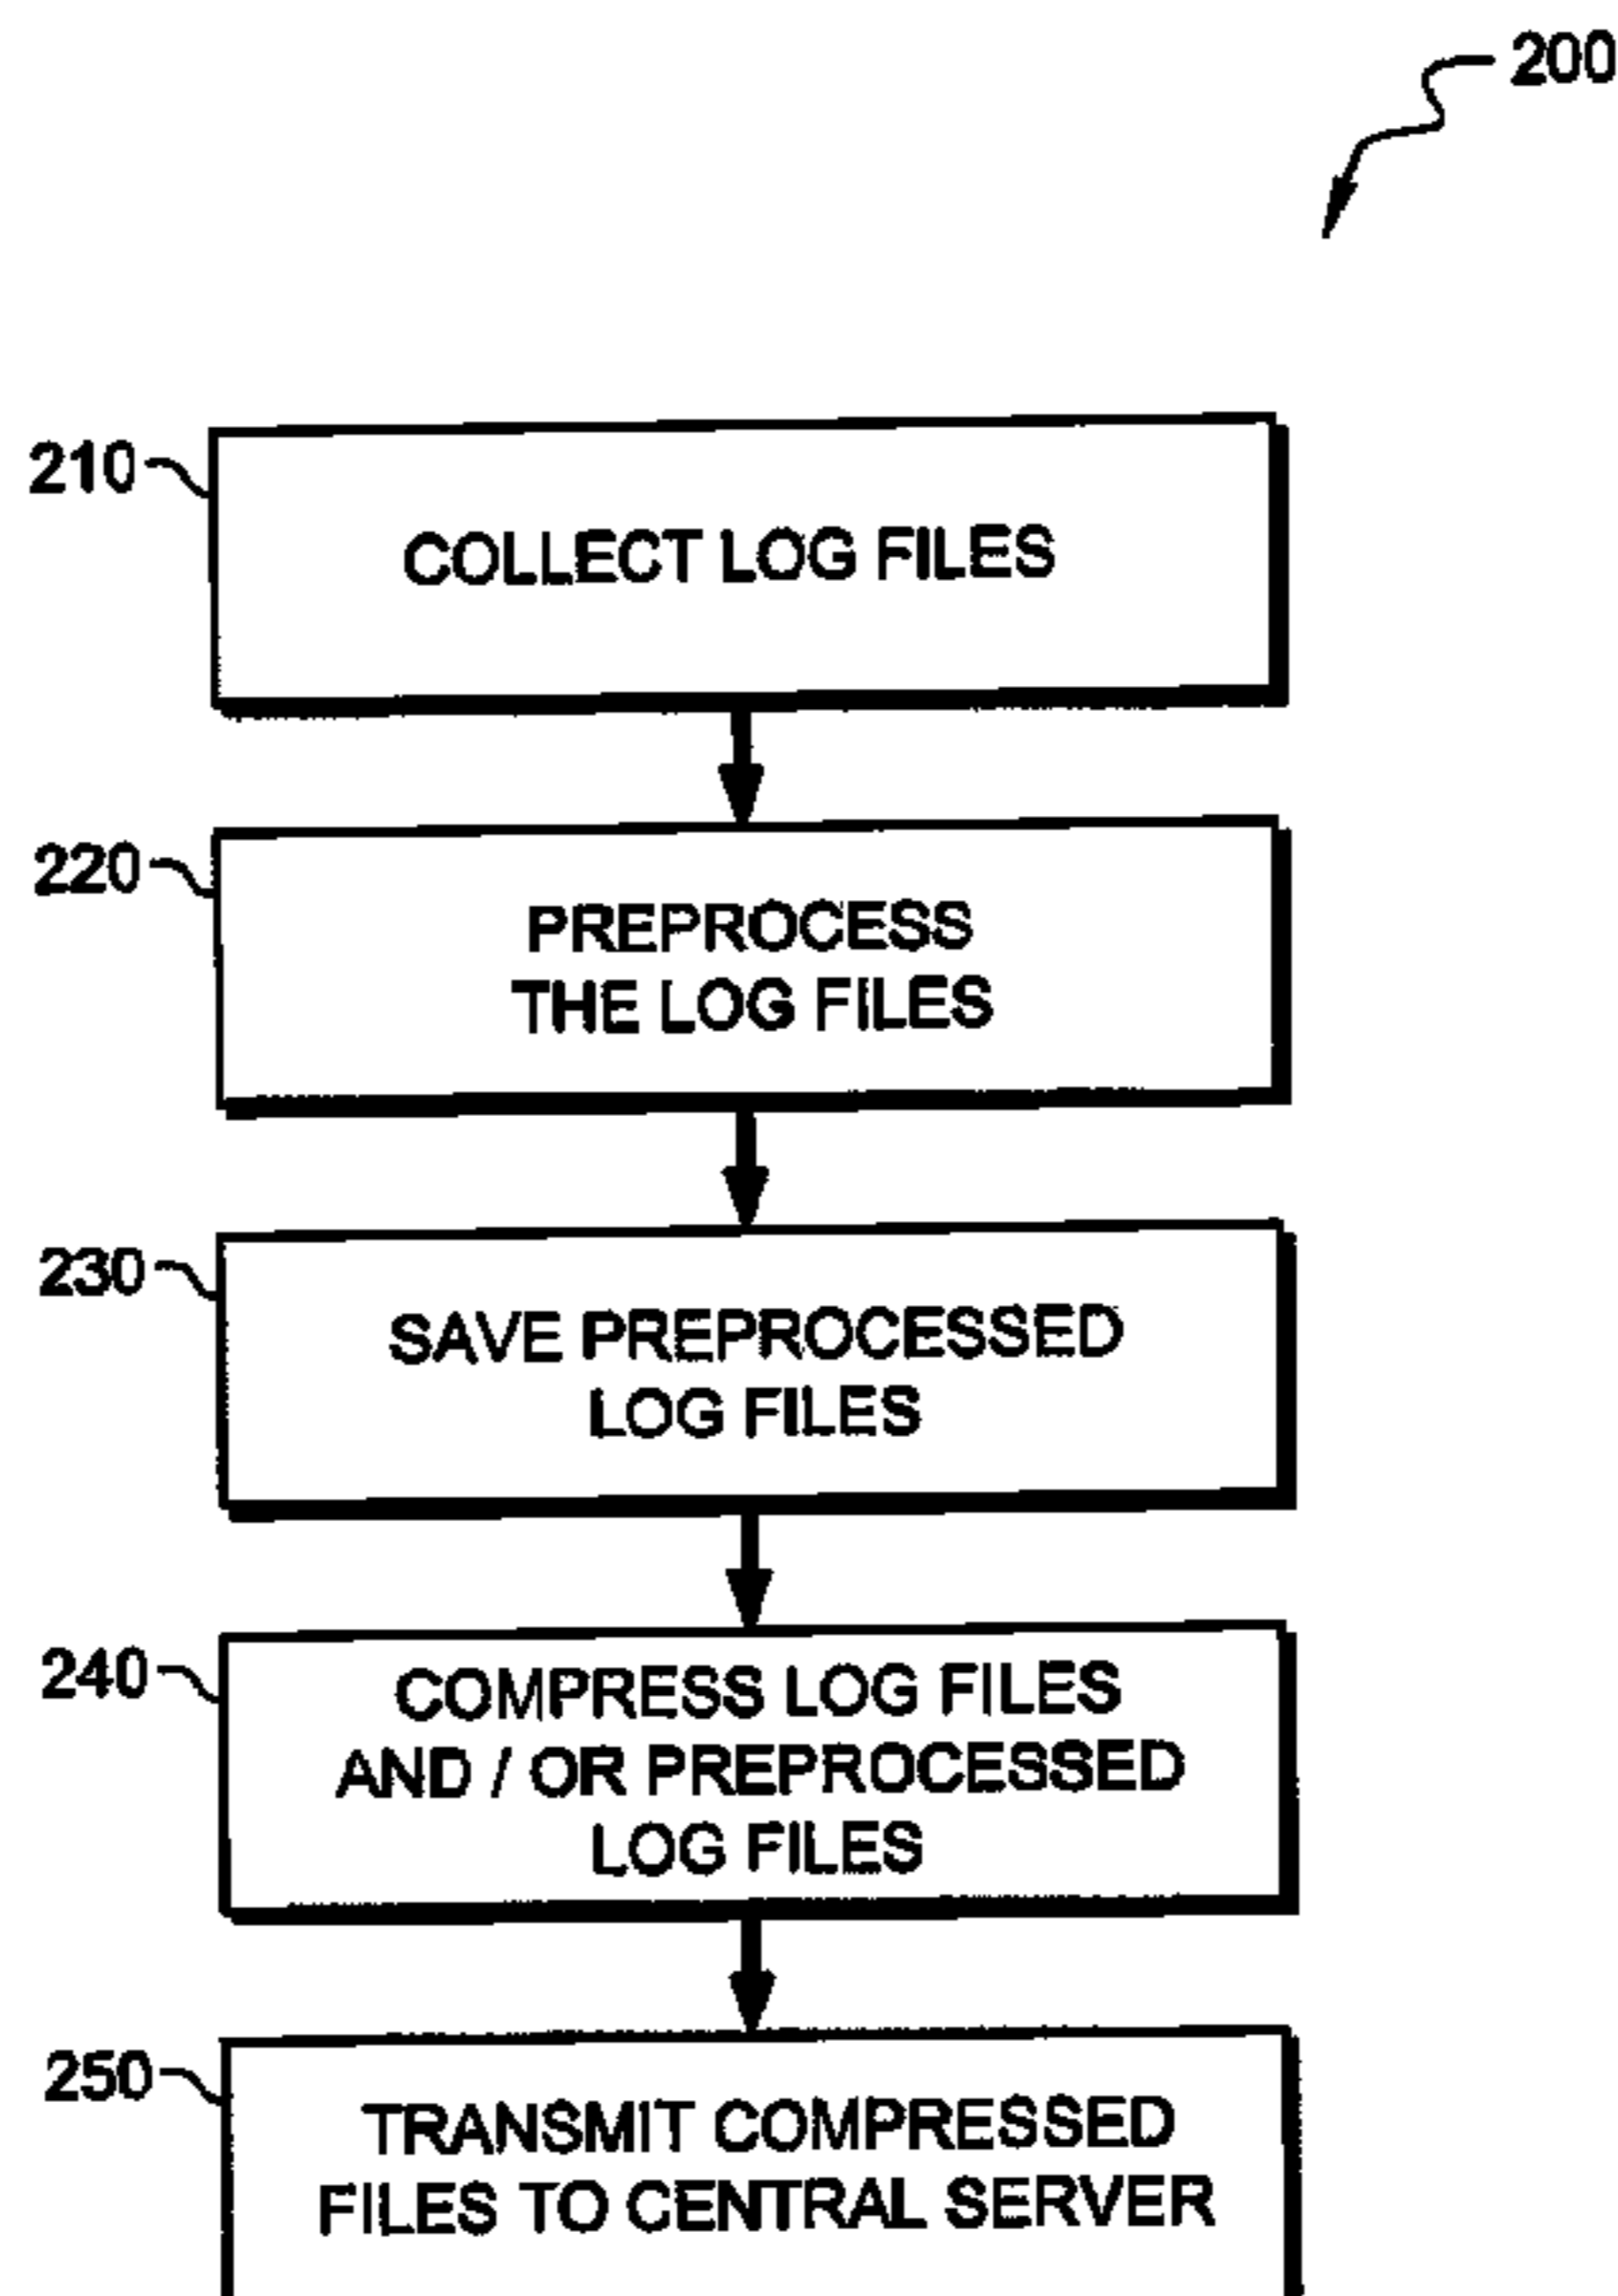 200
210
COLLECT LOG FILES
220
PREPROCESS
THE LOG FILES
230
SAVE PREPROCESSED
LOG FILES
240
COMPRESS LOG FILES
AND / OR PREPROCESSED
LOG FILES
250
TRANSMIT COMPRESSED
FILES TO CENTRAL SERVER